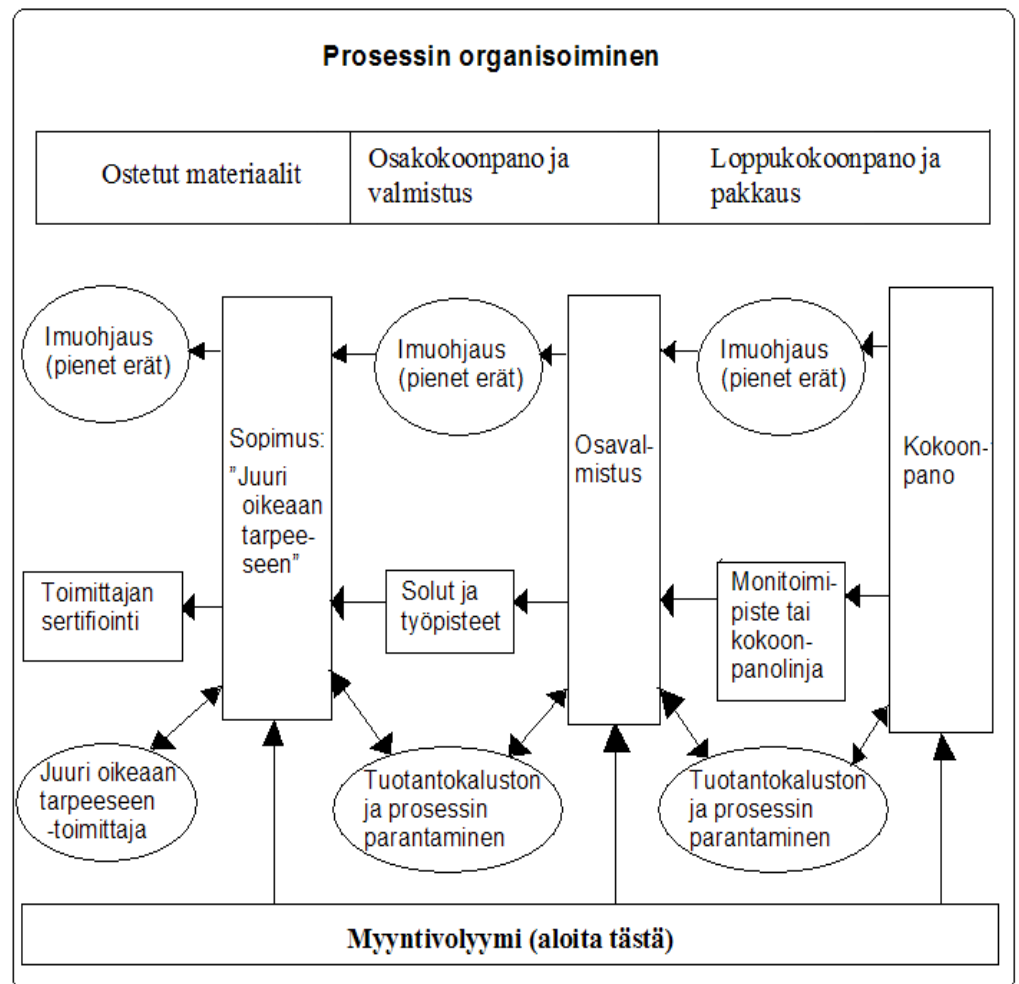 Prosessin organisoiminen
Ostetut materiaalit
Osakokoonpano ja
valmistus
Loppukokoonpano ja
pakkaus
Imuohjaus
(pienet erät)
Sopimus:
"Juuri
oikeaan
tarpee-
seen"
Imuohjaus
(pienet erät)
Osaval-
mistus
Imuohjaus
(pienet erät)
Kokoon-
pano
Toimittajan
sertifiointi
Solut ja
työpisteet
Monitoimi-
piste tai
kokoon-
panolinja
Juuri oikeaan
tarpeeseen
-toimittaja
Tuotantokaluston
ja prosessin
parantaminen
Tuotantokaluston
ja prosessin
parantaminen
Myyntivolyymi (aloita tästä)